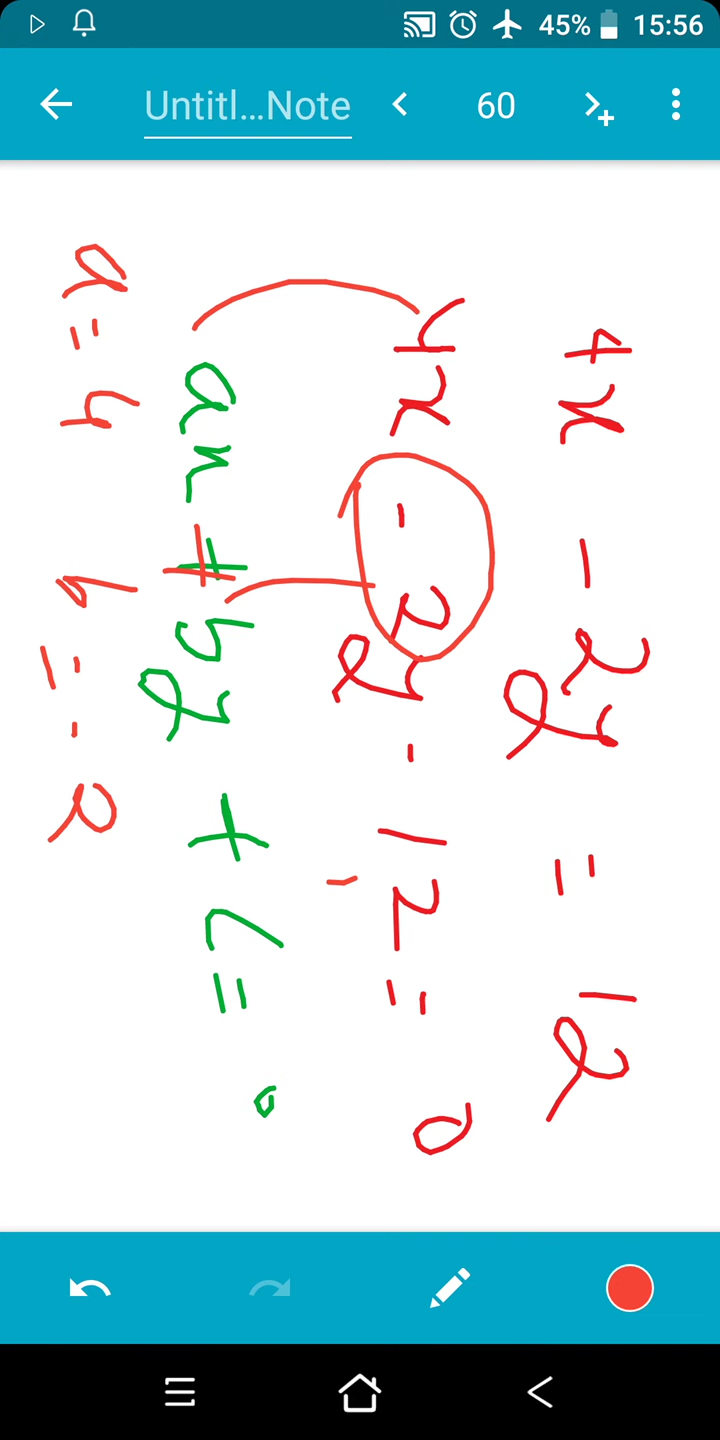 45% 15:56
Untitl...Note 60
4x - 2y = 12
4x - 2y - 12 = 0
ax + by + c = 0
a = 4 b = - 2